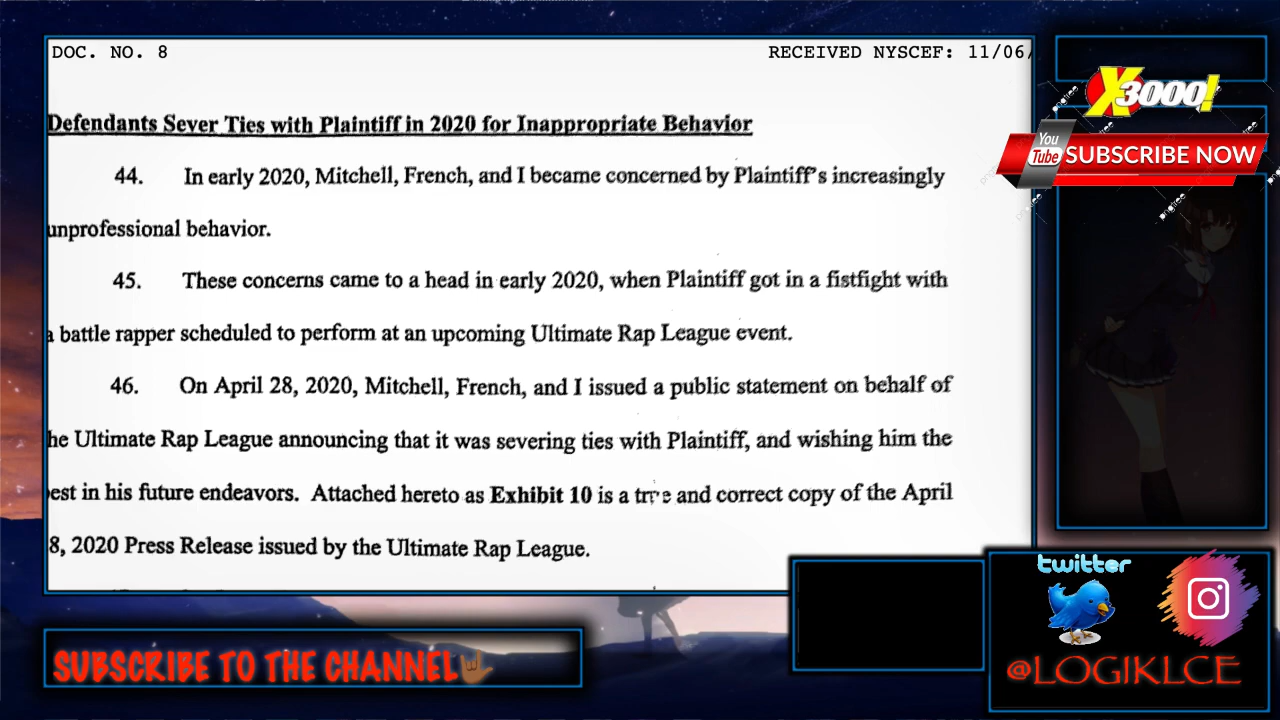 DOC. NO. 8
RECEIVED NYSCEF: 11/06/
Defendants Sever Ties with Plaintiff in 2020 for Inappropriate Behavior
44. In early 2020, Mitchell, French, and I became concerned by Plaintiff's increasingly
unprofessional behavior.
45. These concerns came to a head in early 2020, when Plaintiff got in a fistfight with
a battle rapper scheduled to perform at an upcoming Ultimate Rap League event.
46. On April 28, 2020, Mitchell, French, and I issued a public statement on behalf of
he Ultimate Rap League announcing that it was severing ties with Plaintiff, and wishing him the
est in his future endeavors. Attached hereto as Exhibit 10 is a true and correct copy of the April
8, 2020 Press Release issued by the Ultimate Rap League.
X3000!
You
Tube
SUBSCRIBE NOW
SUBSCRIBE TO THE CHANNEL
twitter
@LOGIKLCE